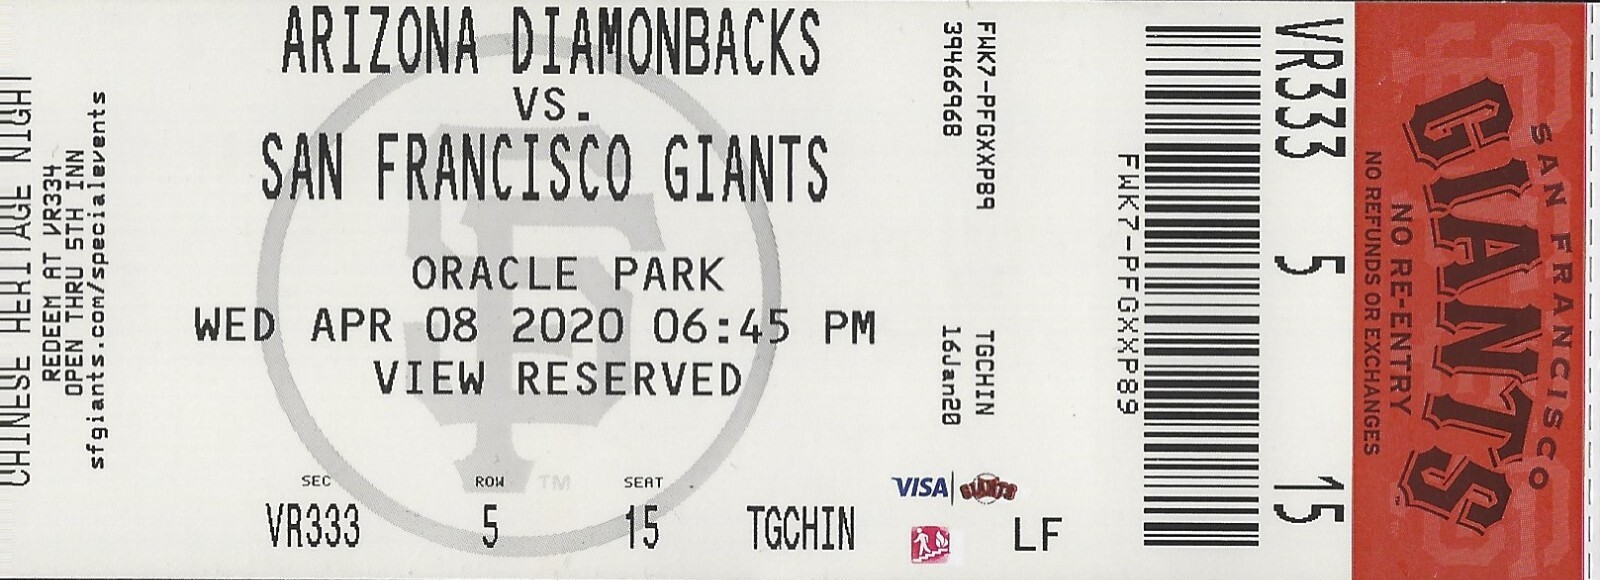 CHINESE HERITAGE NIGHT
REDEEM AT VR334
OPEN THRU 5TH INN
sfgiants.com/specialevents
ARIZONA DIAMONBACKS
VS.
SAN FRANCISCO GIANTS
ORACLE PARK
WED APR 08 2020 06:45 PM
VIEW RESERVED
SF
TM
SEC ROW SEAT
VR333 5 15 TGCHIN
39466968
FWK7-PFGXXP89
16Jan20
TGCHIN
VISA GIANTS
LF
FWK7-PFGXXP89
VR333 5 15
NO REFUNDS OR EXCHANGES
NO RE-ENTRY
GIANTS
SAN FRANCISCO